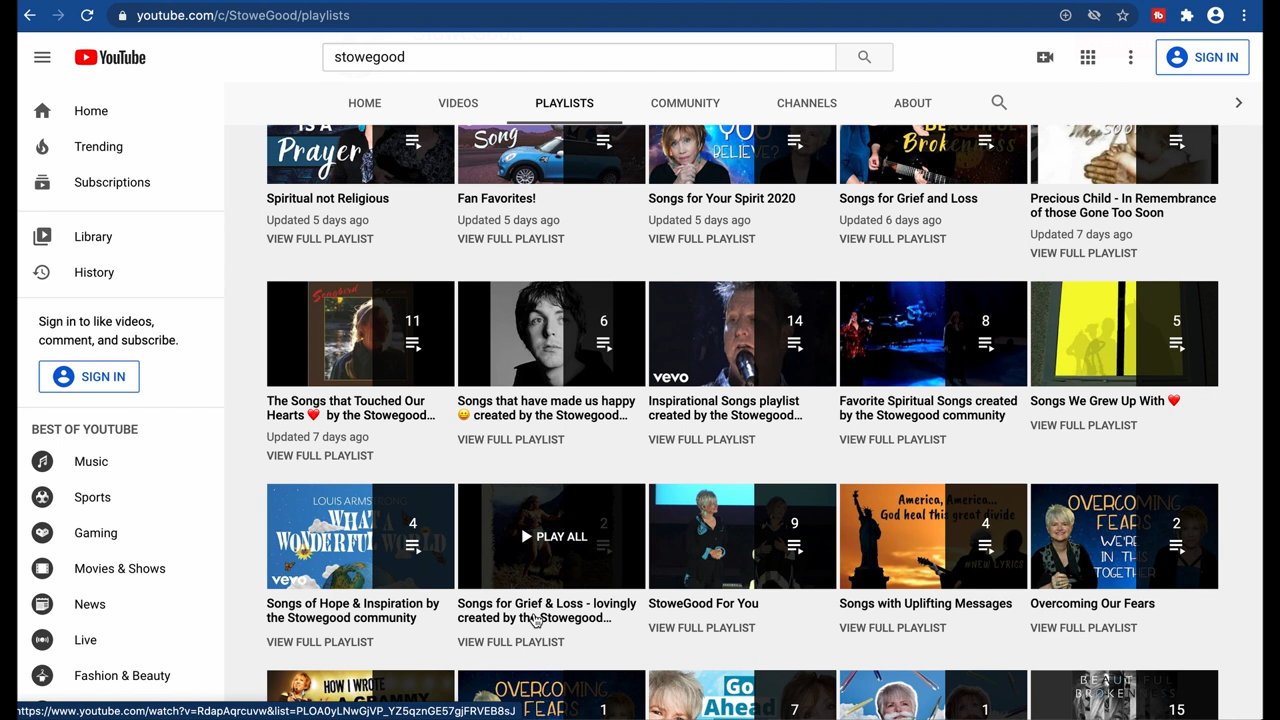 youtube.com/c/StoweGood/playlists
YouTube
stowegood
SIGN IN
HOME VIDEOS PLAYLISTS COMMUNITY CHANNELS ABOUT
Home
Trending
Subscriptions
Library
History
Sign in to like videos,
comment, and subscribe.
SIGN IN
BEST OF YOUTUBE
Music
Sports
Gaming
Movies & Shows
News
Live
Fashion & Beauty
IS A
Prayer
Song
YOU
BELIEVE?
Brokenness
Spiritual not Religious
Updated 5 days ago
VIEW FULL PLAYLIST
Fan Favorites!
Updated 5 days ago
VIEW FULL PLAYLIST
Songs for Your Spirit 2020
Updated 5 days ago
VIEW FULL PLAYLIST
Songs for Grief and Loss
Updated 6 days ago
VIEW FULL PLAYLIST
Precious Child - In Remembrance
of those Gone Too Soon
Updated 7 days ago
VIEW FULL PLAYLIST
Songbird
11
The Songs that Touched Our
Hearts ❤️ by the Stowegood...
Updated 7 days ago
VIEW FULL PLAYLIST
6
Songs that have made us happy
😀 created by the Stowegood...
VIEW FULL PLAYLIST
vevo
14
Inspirational Songs playlist
created by the Stowegood...
VIEW FULL PLAYLIST
8
Favorite Spiritual Songs created
by the Stowegood community
VIEW FULL PLAYLIST
5
Songs We Grew Up With ❤️
VIEW FULL PLAYLIST
LOUIS ARMSTRONG
WHAT A
WONDERFUL WORLD
vevo
4
Songs of Hope & Inspiration by
the Stowegood community
VIEW FULL PLAYLIST
PLAY ALL
2
Songs for Grief & Loss - lovingly
created by the Stowegood...
VIEW FULL PLAYLIST
9
StoweGood For You
VIEW FULL PLAYLIST
America, America...
God heal this great divide
#NEW LYRICS
4
Songs with Uplifting Messages
VIEW FULL PLAYLIST
OVERCOMING
FEARS
WE'RE
IN THIS
TOGETHER
2
Overcoming Our Fears
VIEW FULL PLAYLIST
HOW I WROTE
A GRAMMY
OVERCOMING
FEAR
1
Go
Ahead
7
1
BEAUTIFUL
BROKENNESS
15
https://www.youtube.com/watch?v=RdapAqrcuvw&list=PLOA0yLNwGjVP_YZ5qznGE57gjFRVEB8sJ